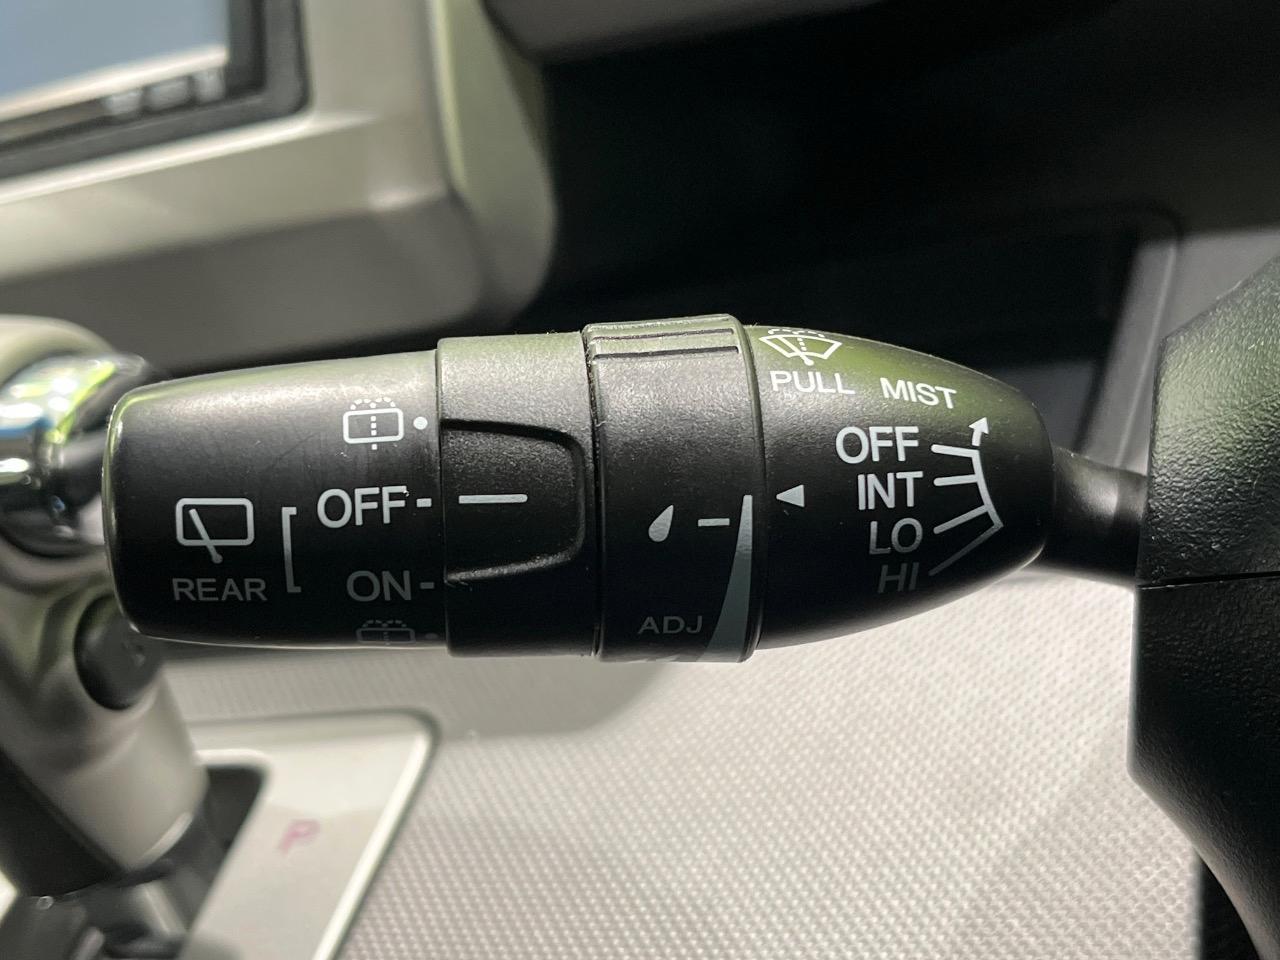 PULL MIST
OFF
INT
LO
HI
OFF
REAR
ON
ADJ
P